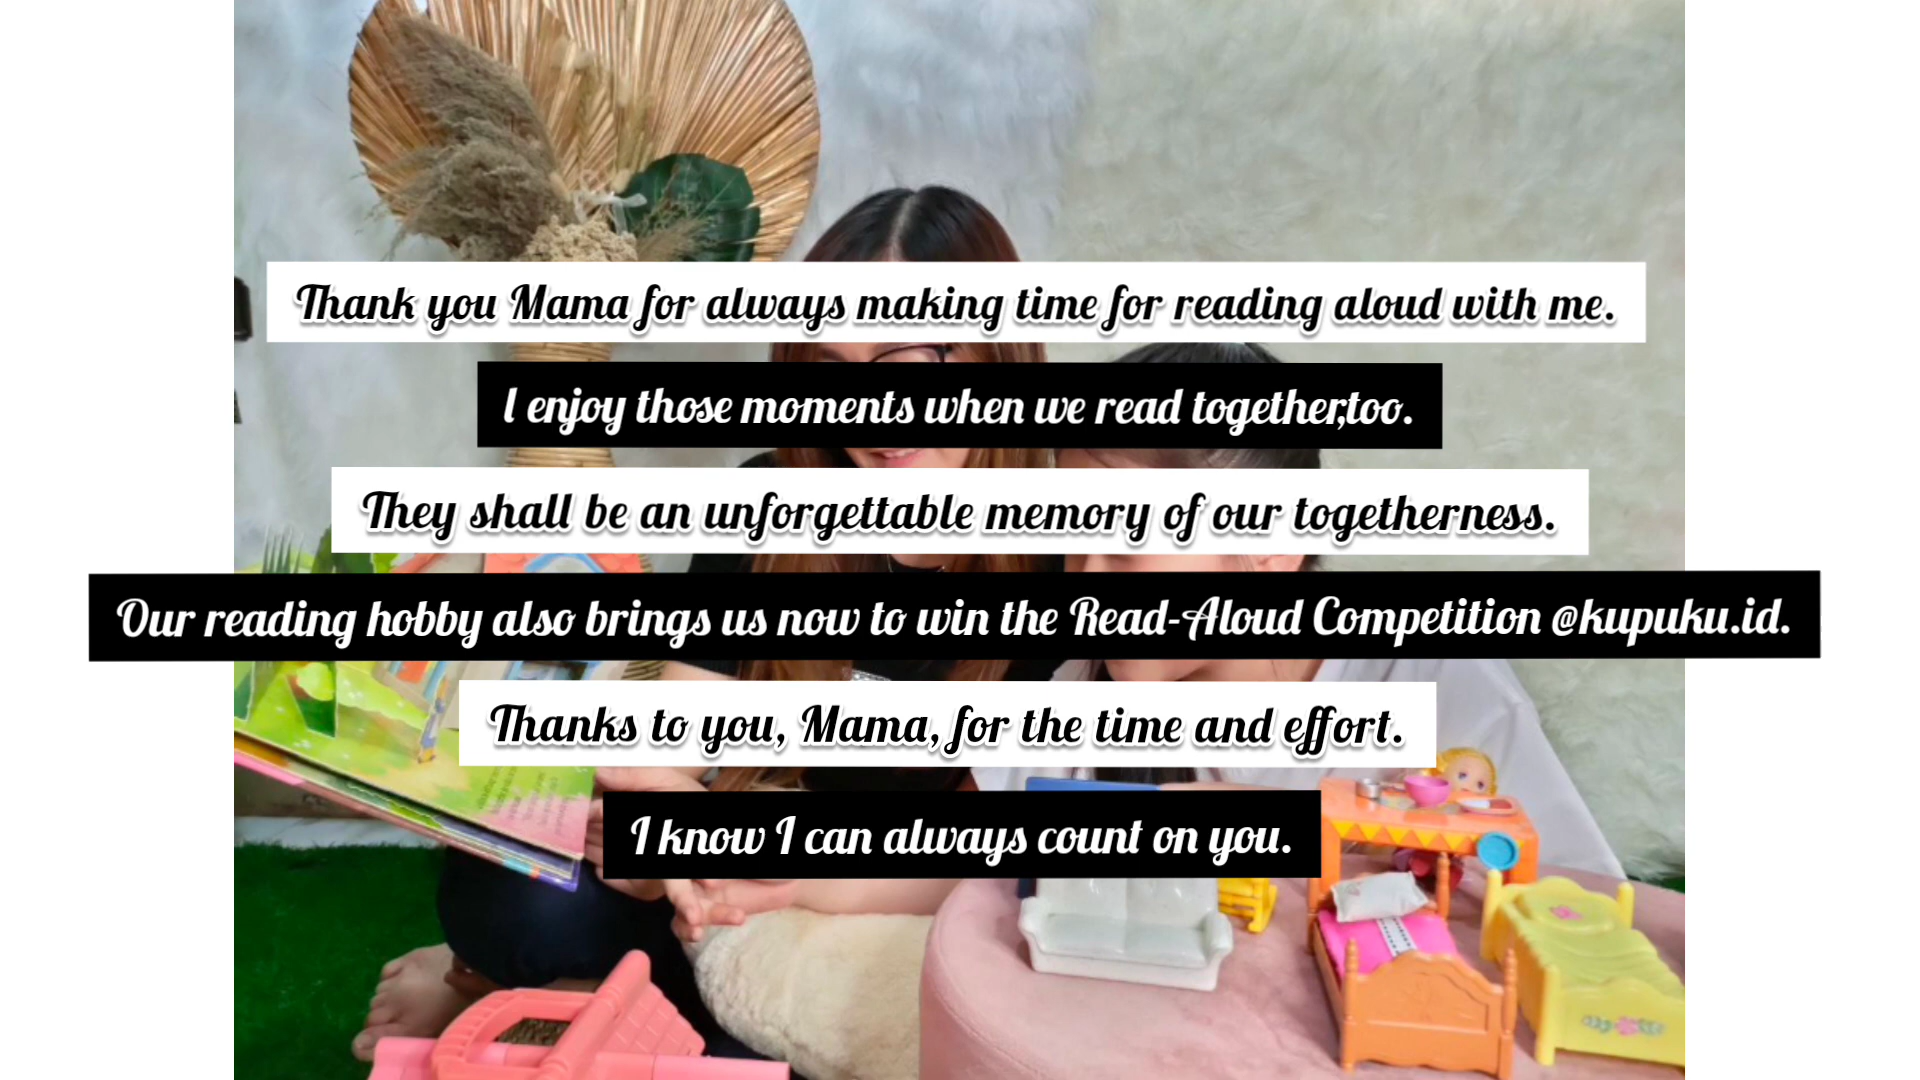 Thank you Mama for always making time for reading aloud with me.
I enjoy those moments when we read together,too.
They shall be an unforgettable memory of our togetherness.
Our reading hobby also brings us now to win the Read-Aloud Competition @kupuku.id.
Thanks to you, Mama, for the time and effort.
I know I can always count on you.